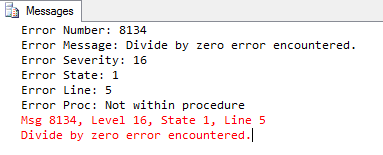 Messages
Error Number: 8134
Error Message: Divide by zero error encountered.
Error Severity: 16
Error State: 1
Error Line: 5
Error Proc: Not within procedure
Msg 8134, Level 16, State 1, Line 5
Divide by zero error encountered.